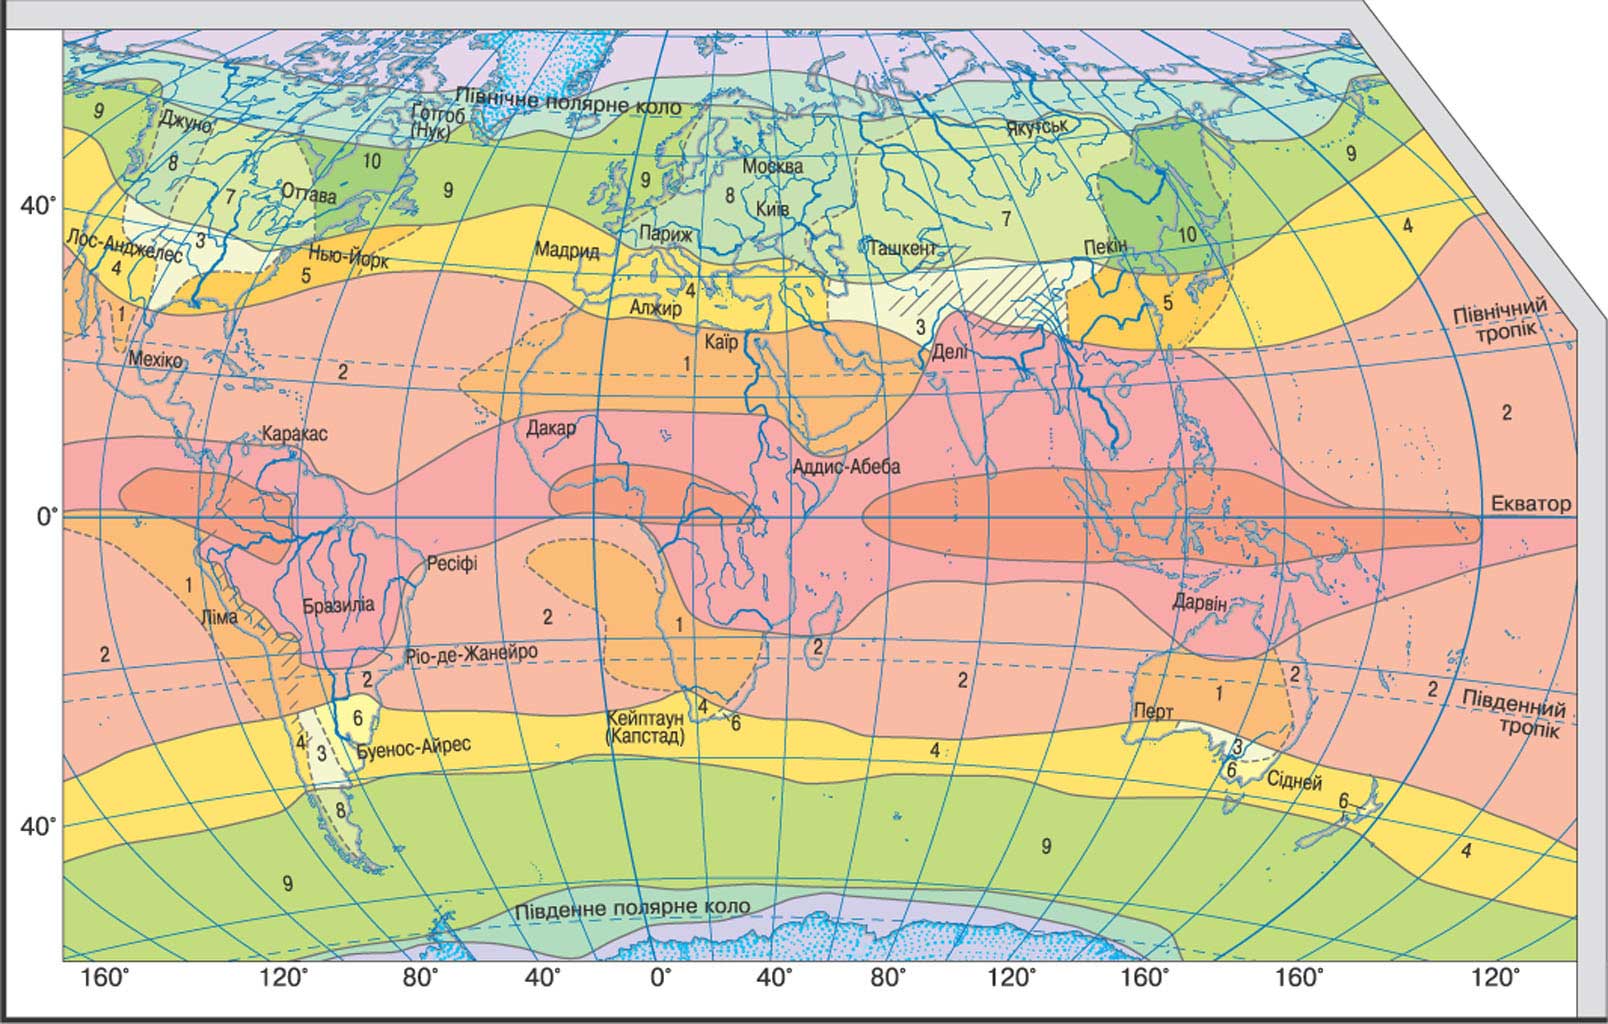 Північне полярне коло
Готгоб
(Нук)
9
Джуно
8
7
Оттава
10
9
9
Москва
8
Київ
Париж
Якутськ
7
10
9
40°
4
Лос-Анджелес
4
3
Нью-Йорк
5
Мадрид
4
Алжир
Ташкент
Пекін
5
3
Північний
тропік
1
Мехіко
2
Каїр
1
Делі
2
Каракас
Дакар
Аддис-Абеба
0°
Екватор
Ресіфі
1
Ліма
Бразиліа
2
1
Дарвін
2
2
Ріо-де-Жанейро
2
2
1
2
2
Південний
тропік
6
4
3
Буенос-Айрес
Кейптаун
(Капстад)
4
6
4
Перт
3
6
Сідней
6
8
40°
4
9
9
Південне полярне коло
160° 120° 80° 40° 0° 40° 80° 120° 160° 160° 120°